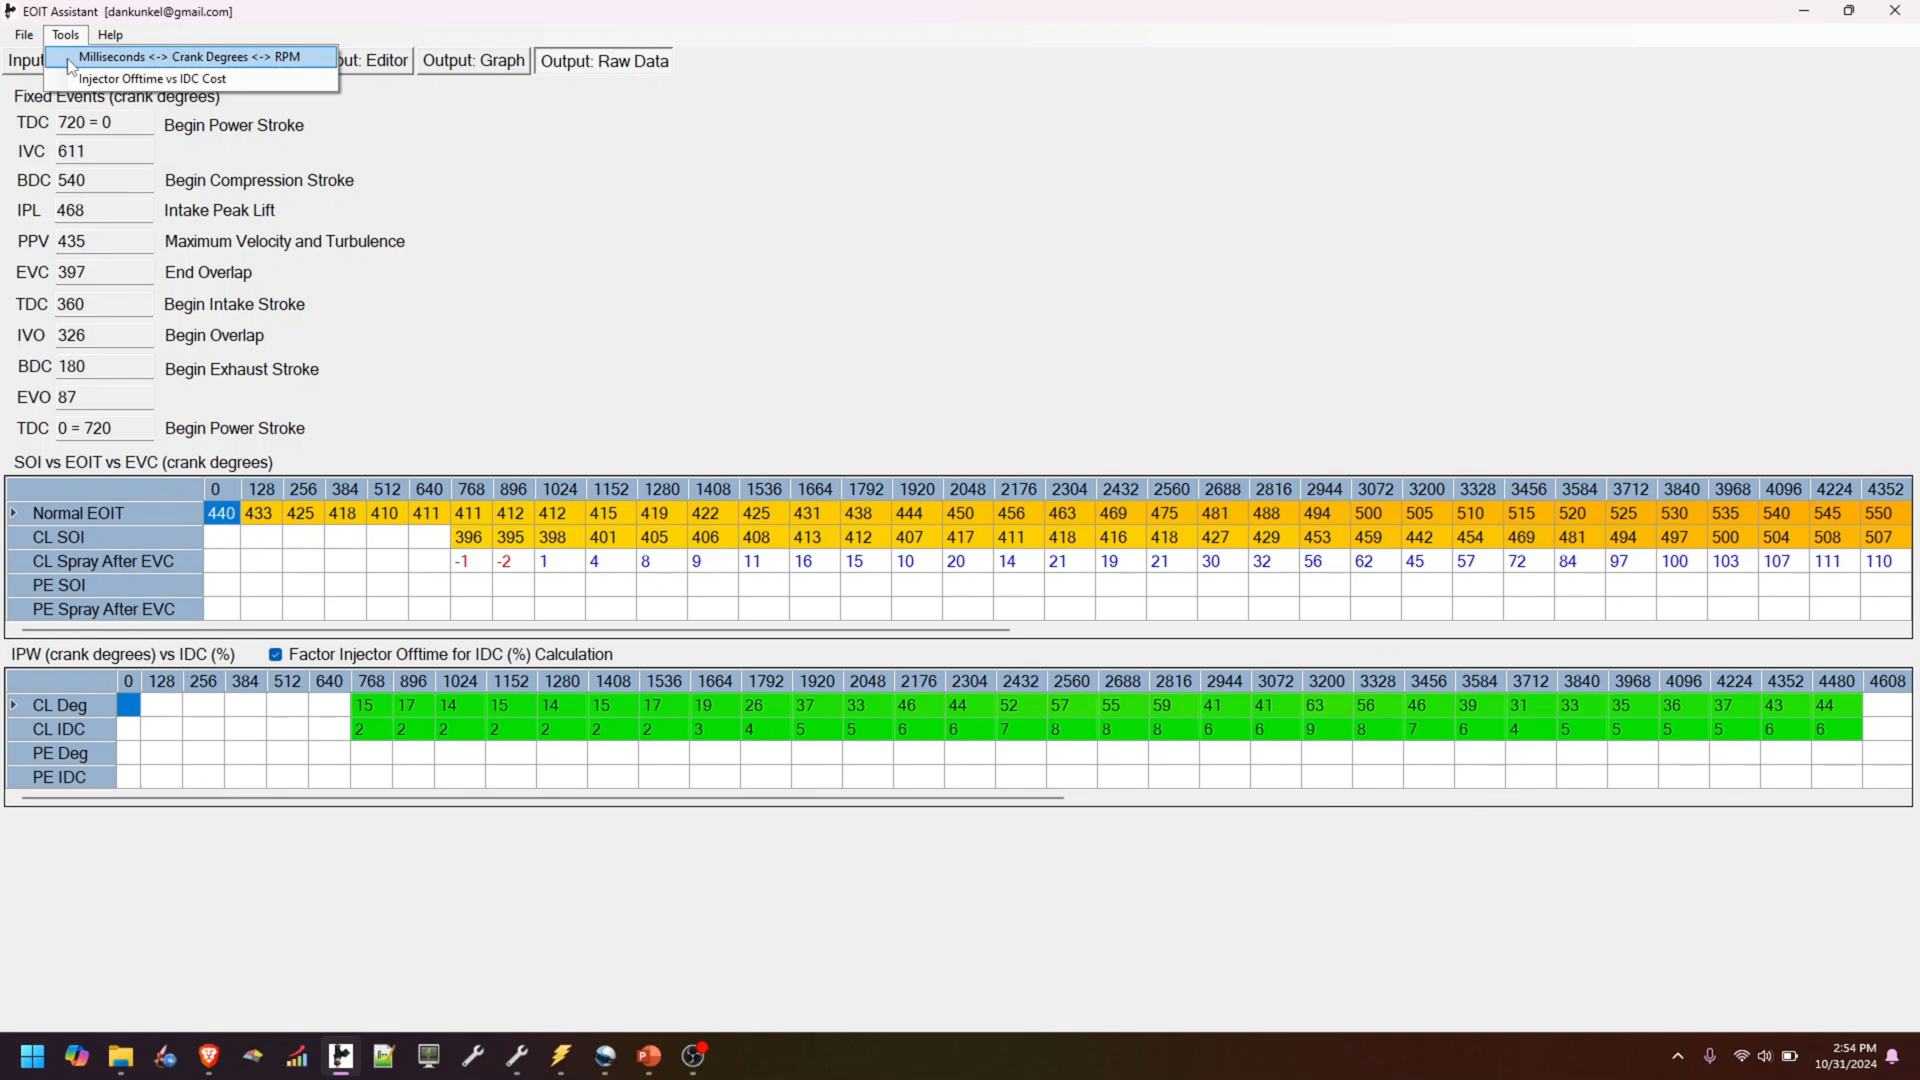 EOIT Assistant [dankunkel@gmail.com]
File Tools Help
Input
Milliseconds <-> Crank Degrees <-> RPM
Injector Offtime vs IDC Cost
put: Editor Output: Graph Output: Raw Data
Fixed Events (crank degrees)
TDC 720 = 0 Begin Power Stroke
IVC 611
BDC 540 Begin Compression Stroke
IPL 468 Intake Peak Lift
PPV 435 Maximum Velocity and Turbulence
EVC 397 End Overlap
TDC 360 Begin Intake Stroke
IVO 326 Begin Overlap
BDC 180 Begin Exhaust Stroke
EVO 87
TDC 0 = 720 Begin Power Stroke
SOI vs EOIT vs EVC (crank degrees)
0 128 256 384 512 640 768 896 1024 1152 1280 1408 1536 1664 1792 1920 2048 2176 2304 2432 2560 2688 2816 2944 3072 3200 3328 3456 3584 3712 3840 3968 4096 4224 4352
Normal EOIT 440 433 425 418 410 411 411 412 412 415 419 422 425 431 438 444 450 456 463 469 475 481 488 494 500 505 510 515 520 525 530 535 540 545 550
CL SOI 396 395 398 401 405 406 408 413 412 407 417 411 418 416 418 427 429 453 459 442 454 469 481 494 497 500 504 508 507
CL Spray After EVC -1 -2 1 4 8 9 11 16 15 10 20 14 21 19 21 30 32 56 62 45 57 72 84 97 100 103 107 111 110
PE SOI
PE Spray After EVC
IPW (crank degrees) vs IDC (%) Factor Injector Offtime for IDC (%) Calculation
0 128 256 384 512 640 768 896 1024 1152 1280 1408 1536 1664 1792 1920 2048 2176 2304 2432 2560 2688 2816 2944 3072 3200 3328 3456 3584 3712 3840 3968 4096 4224 4352 4480 4608
CL Deg 15 17 14 15 14 15 17 19 26 37 33 46 44 52 57 55 59 41 41 63 56 46 39 31 33 35 36 37 43 44
CL IDC 2 2 2 2 2 2 2 3 4 5 5 6 6 7 8 8 8 6 6 9 8 7 6 4 5 5 5 5 6 6
PE Deg
PE IDC
2:54 PM
10/31/2024